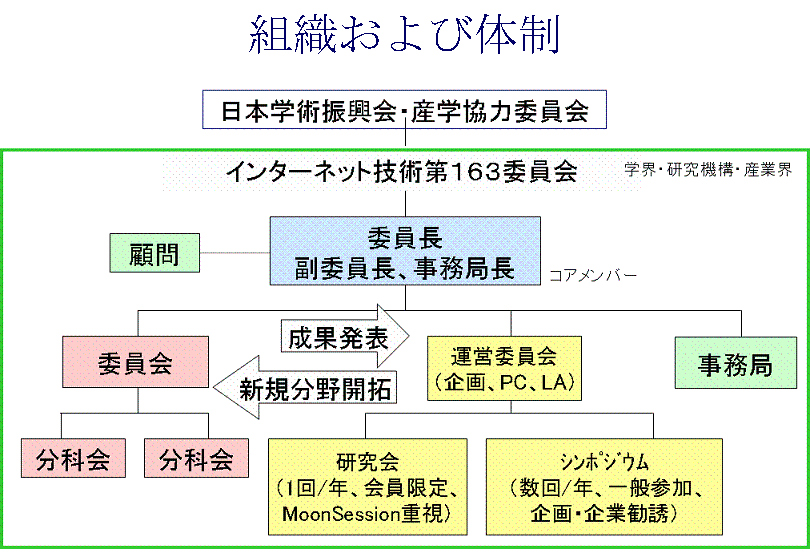 組織および体制
日本学術振興会・産学協力委員会
インターネット技術第163委員会
学界・研究機構・産業界
委員長
副委員長、事務局長
顧問
コアメンバー
成果発表
委員会
運営委員会
(企画、PC、LA)
事務局
新規分野開拓
分科会
分科会
研究会
(1回/年、会員限定、
MoonSession重視)
シンポジウム
(数回/年、一般参加、
企画・企業勧誘)